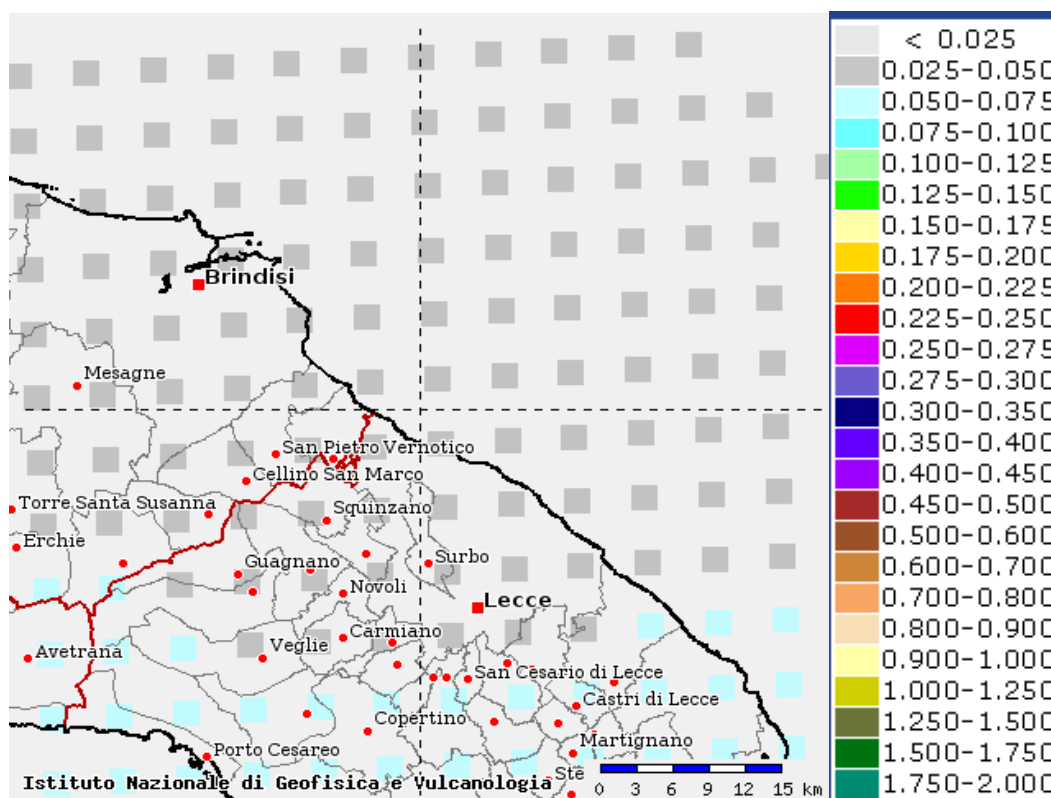 Brindisi
Mesagne
San Pietro Vernotico
Cellino San Marco
Torre Santa Susanna
Squinzano
Erchie
Surbo
Guagnano
Novoli
Lecce
Carmiano
Avetrana
Veglie
San Cesario di Lecce
Castri di Lecce
Copertino
Martignano
Porto Cesareo
Ste
Istituto Nazionale di Geofisica e Vulcanologia
0 3 6 9 12 15 km
< 0.025
0.025-0.050
0.050-0.075
0.075-0.100
0.100-0.125
0.125-0.150
0.150-0.175
0.175-0.200
0.200-0.225
0.225-0.250
0.250-0.275
0.275-0.300
0.300-0.350
0.350-0.400
0.400-0.450
0.450-0.500
0.500-0.600
0.600-0.700
0.700-0.800
0.800-0.900
0.900-1.000
1.000-1.250
1.250-1.500
1.500-1.750
1.750-2.000